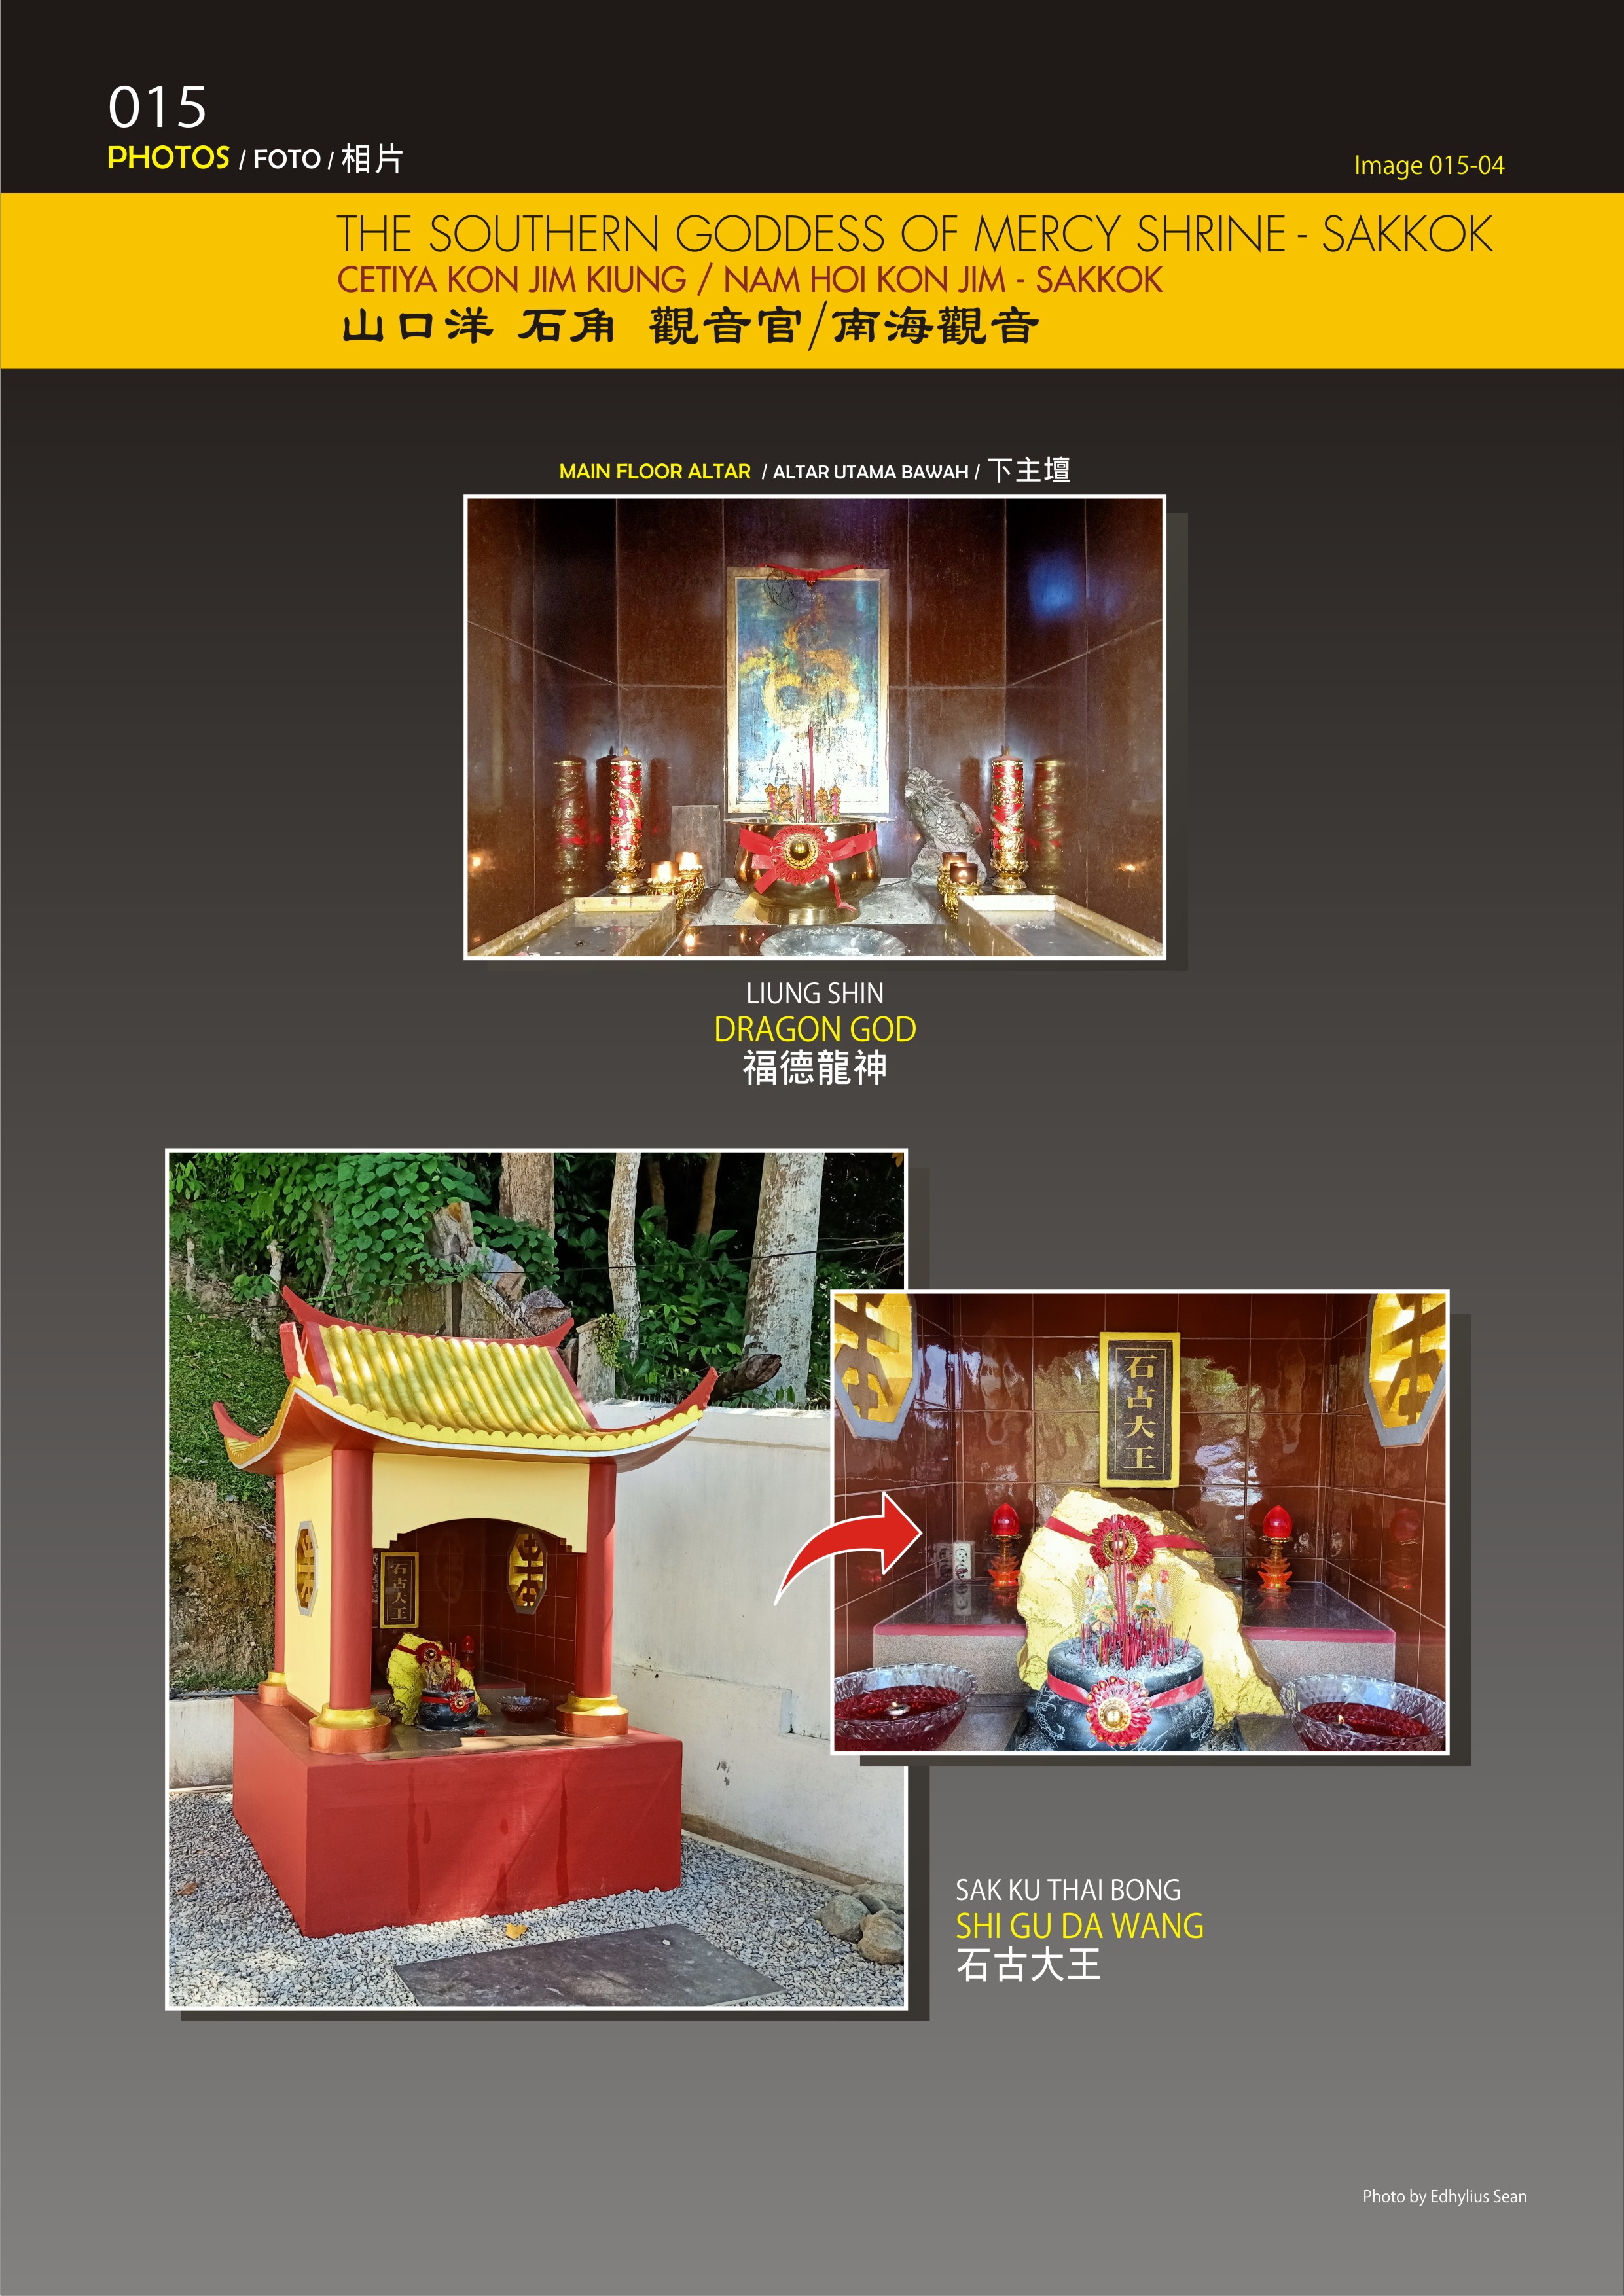 015
PHOTOS / FOTO / 相片
Image 015-04
THE SOUTHERN GODDESS OF MERCY SHRINE - SAKKOK
CETIYA KON JIM KIUNG / NAM HOI KON JIM - SAKKOK
山口洋 石角 觀音官/南海觀音
MAIN FLOOR ALTAR / ALTAR UTAMA BAWAH / 下主壇
LIUNG SHIN
DRAGON GOD
福德龍神
石古大王
石古大王
SAK KU THAI BONG
SHI GU DA WANG
石古大王
Photo by Edhylius Sean